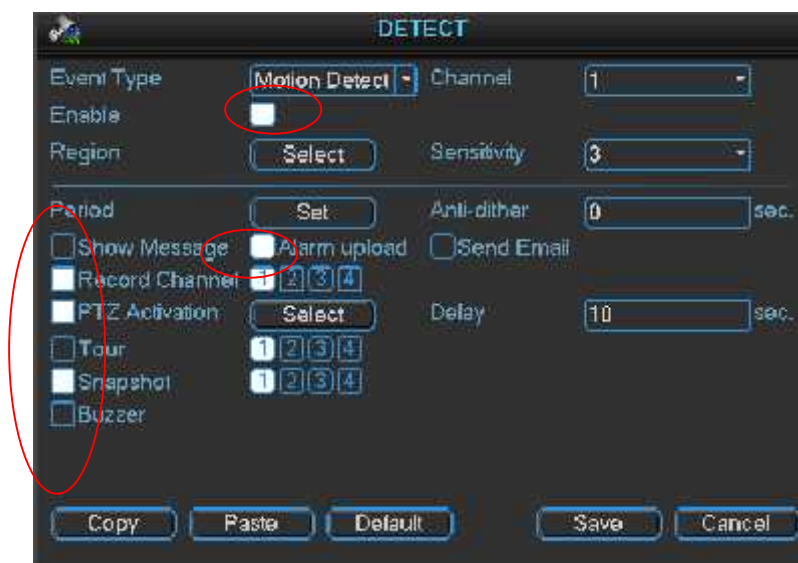 DETECT
Event Type Motion Detect Channel 1
Enable
Region Select Sensitivity 3
Period Set Anti-dither 0 sec.
Show Message Alarm upload Send Email
Record Channel 1 2 3 4
PTZ Activation Select Delay 10 sec.
Tour 1 2 3 4
Snapshot 1 2 3 4
Buzzer
Copy Paste Default Save Cancel